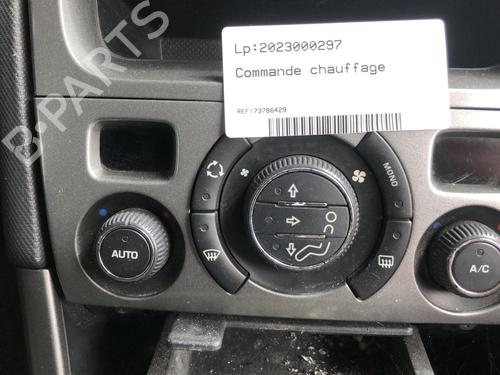 B-PARTS
Lp:2023000297
Commande chauffage
REF173786429
MONO
AUTO
A/C